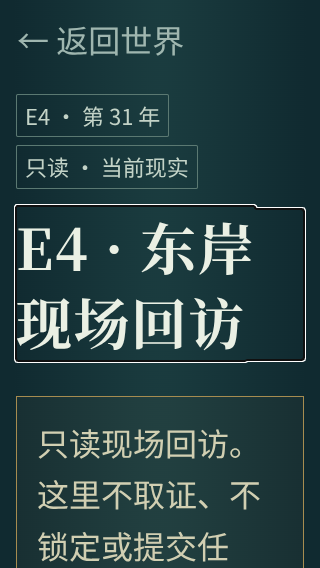 ← 返回世界
E4 · 第 31 年
只读 · 当前现实
E4 · 东岸
现场回访
只读现场回访。
这里不取证、不
锁定或提交任